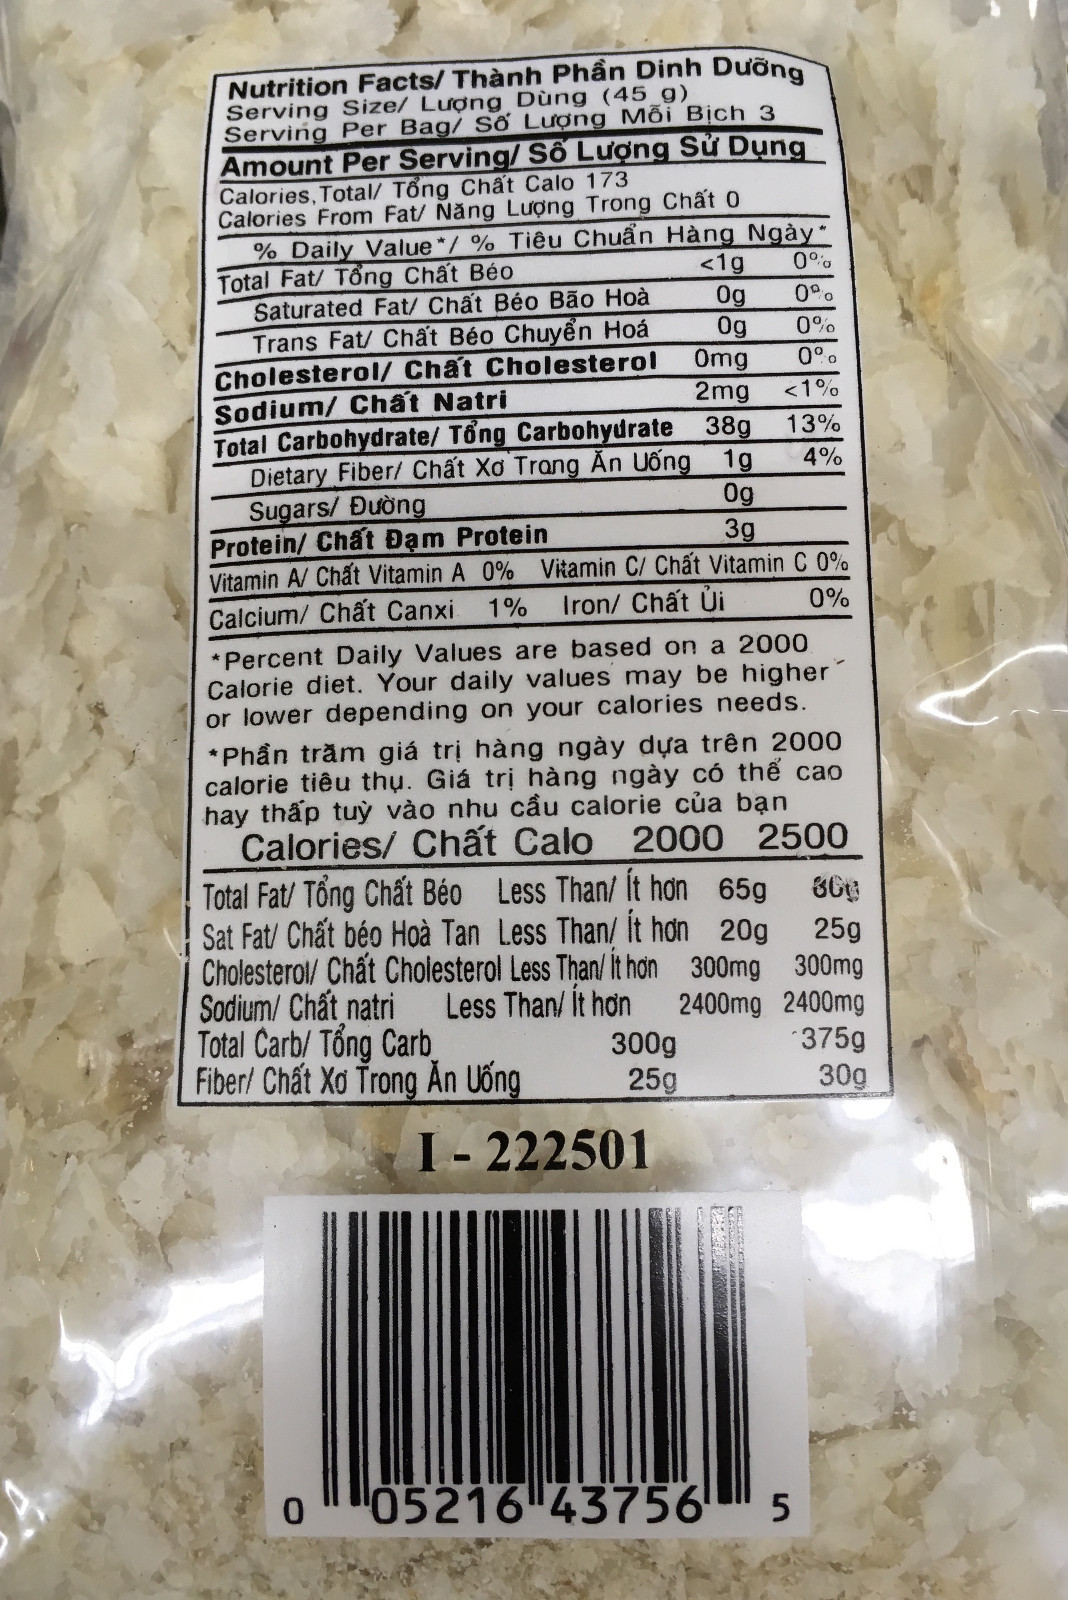 Nutrition Facts/ Thành Phần Dinh Dưỡng
Serving Size/ Lượng Dùng (45 g)
Serving Per Bag/ Số Lượng Mỗi Bịch 3
Amount Per Serving/ Số Lượng Sử Dụng
Calories, Total/ Tổng Chất Calo 173
Calories From Fat/ Năng Lượng Trong Chất 0
% Daily Value*/ % Tiêu Chuẩn Hàng Ngày*
Total Fat/ Tổng Chất Béo <1g 0%
Saturated Fat/ Chất Béo Bão Hoà 0g 0%
Trans Fat/ Chất Béo Chuyển Hoá 0g 0%
Cholesterol/ Chất Cholesterol 0mg 0%
Sodium/ Chất Natri 2mg <1%
Total Carbohydrate/ Tổng Carbohydrate 38g 13%
Dietary Fiber/ Chất Xơ Trong Ăn Uống 1g 4%
Sugars/ Đường 0g
Protein/ Chất Đạm Protein 3g
Vitamin A/ Chất Vitamin A 0% Vitamin C/ Chất Vitamin C 0%
Calcium/ Chất Canxi 1% Iron/ Chất Ủi 0%
*Percent Daily Values are based on a 2000
Calorie diet. Your daily values may be higher
or lower depending on your calories needs.
*Phần trăm giá trị hàng ngày dựa trên 2000
calorie tiêu thụ. Giá trị hàng ngày có thể cao
hay thấp tuỳ vào nhu cầu calorie của bạn
Calories/ Chất Calo 2000 2500
Total Fat/ Tổng Chất Béo Less Than/ Ít hơn 65g 80g
Sat Fat/ Chất béo Hoà Tan Less Than/ Ít hơn 20g 25g
Cholesterol/ Chất Cholesterol Less Than/ Ít hơn 300mg 300mg
Sodium/ Chất natri Less Than/ Ít hơn 2400mg 2400mg
Total Carb/ Tổng Carb 300g 375g
Fiber/ Chất Xơ Trong Ăn Uống 25g 30g
I - 222501
0 05216 43756 5